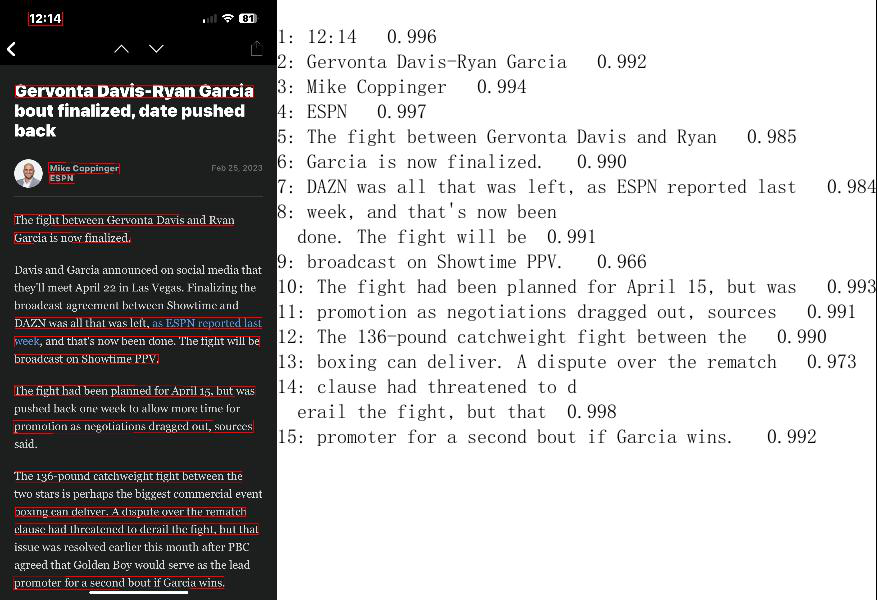 12:14
81
Gervonta Davis-Ryan Garcia
bout finalized, date pushed
back
Mike Coppinger
ESPN
Feb 25, 2023
The fight between Gervonta Davis and Ryan
Garcia is now finalized.
Davis and Garcia announced on social media that
they'll meet April 22 in Las Vegas. Finalizing the
broadcast agreement between Showtime and
DAZN was all that was left, as ESPN reported last
week, and that's now been done. The fight will be
broadcast on Showtime PPV.
The fight had been planned for April 15, but was
pushed back one week to allow more time for
promotion as negotiations dragged out, sources
said.
The 136-pound catchweight fight between the
two stars is perhaps the biggest commercial event
boxing can deliver. A dispute over the rematch
clause had threatened to derail the fight, but that
issue was resolved earlier this month after PBC
agreed that Golden Boy would serve as the lead
promoter for a second bout if Garcia wins.
1: 12:14 0.996
2: Gervonta Davis-Ryan Garcia 0.992
3: Mike Coppinger 0.994
4: ESPN 0.997
5: The fight between Gervonta Davis and Ryan 0.985
6: Garcia is now finalized. 0.990
7: DAZN was all that was left, as ESPN reported last 0.984
8: week, and that's now been
done. The fight will be 0.991
9: broadcast on Showtime PPV. 0.966
10: The fight had been planned for April 15, but was 0.993
11: promotion as negotiations dragged out, sources 0.991
12: The 136-pound catchweight fight between the 0.990
13: boxing can deliver. A dispute over the rematch 0.973
14: clause had threatened to d
erail the fight, but that 0.998
15: promoter for a second bout if Garcia wins. 0.992